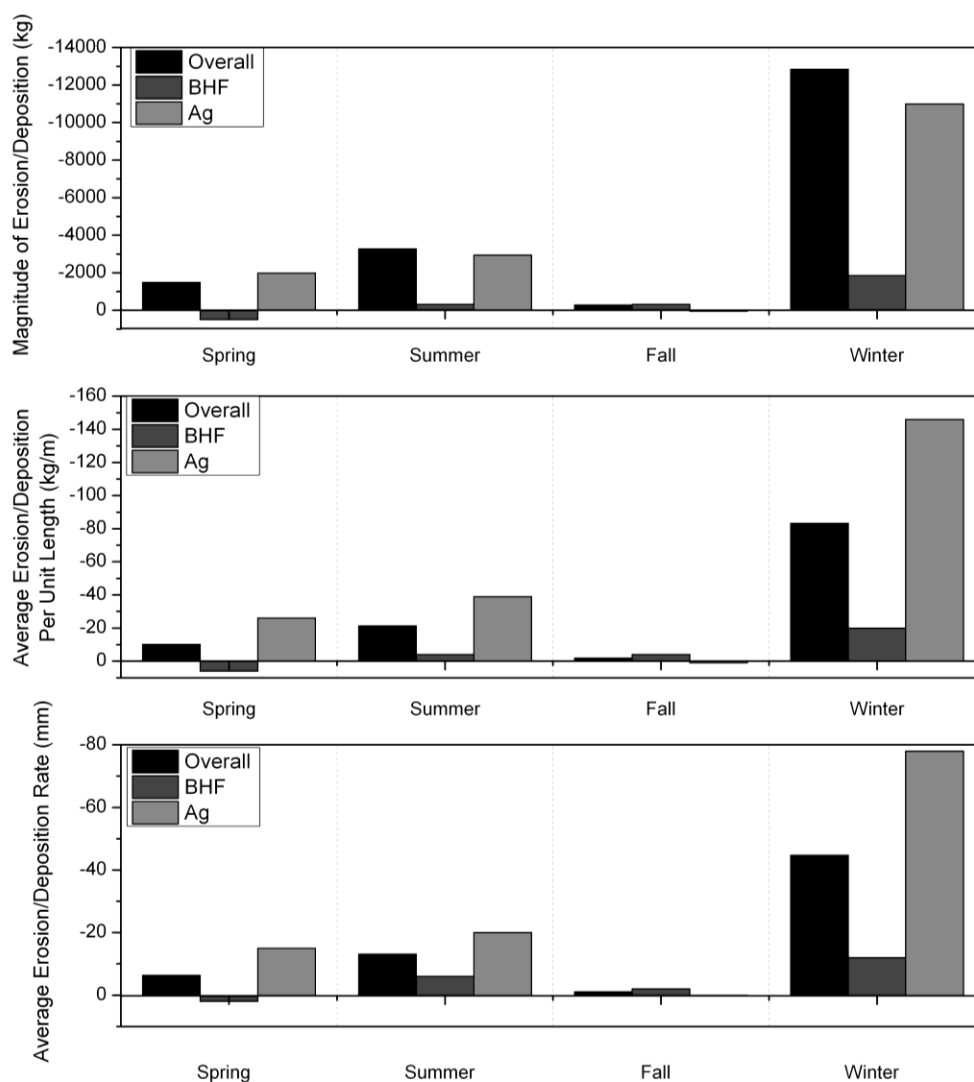 Magnitude of Erosion/Deposition (kg)
-14000
-12000
-10000
-8000
-6000
-4000
-2000
0
Overall
BHF
Ag
Spring Summer Fall Winter
Average Erosion/Deposition
Per Unit Length (kg/m)
-160
-140
-120
-100
-80
-60
-40
-20
0
Overall
BHF
Ag
Spring Summer Fall Winter
Average Erosion/Deposition Rate (mm)
-80
-60
-40
-20
0
Overall
BHF
Ag
Spring Summer Fall Winter